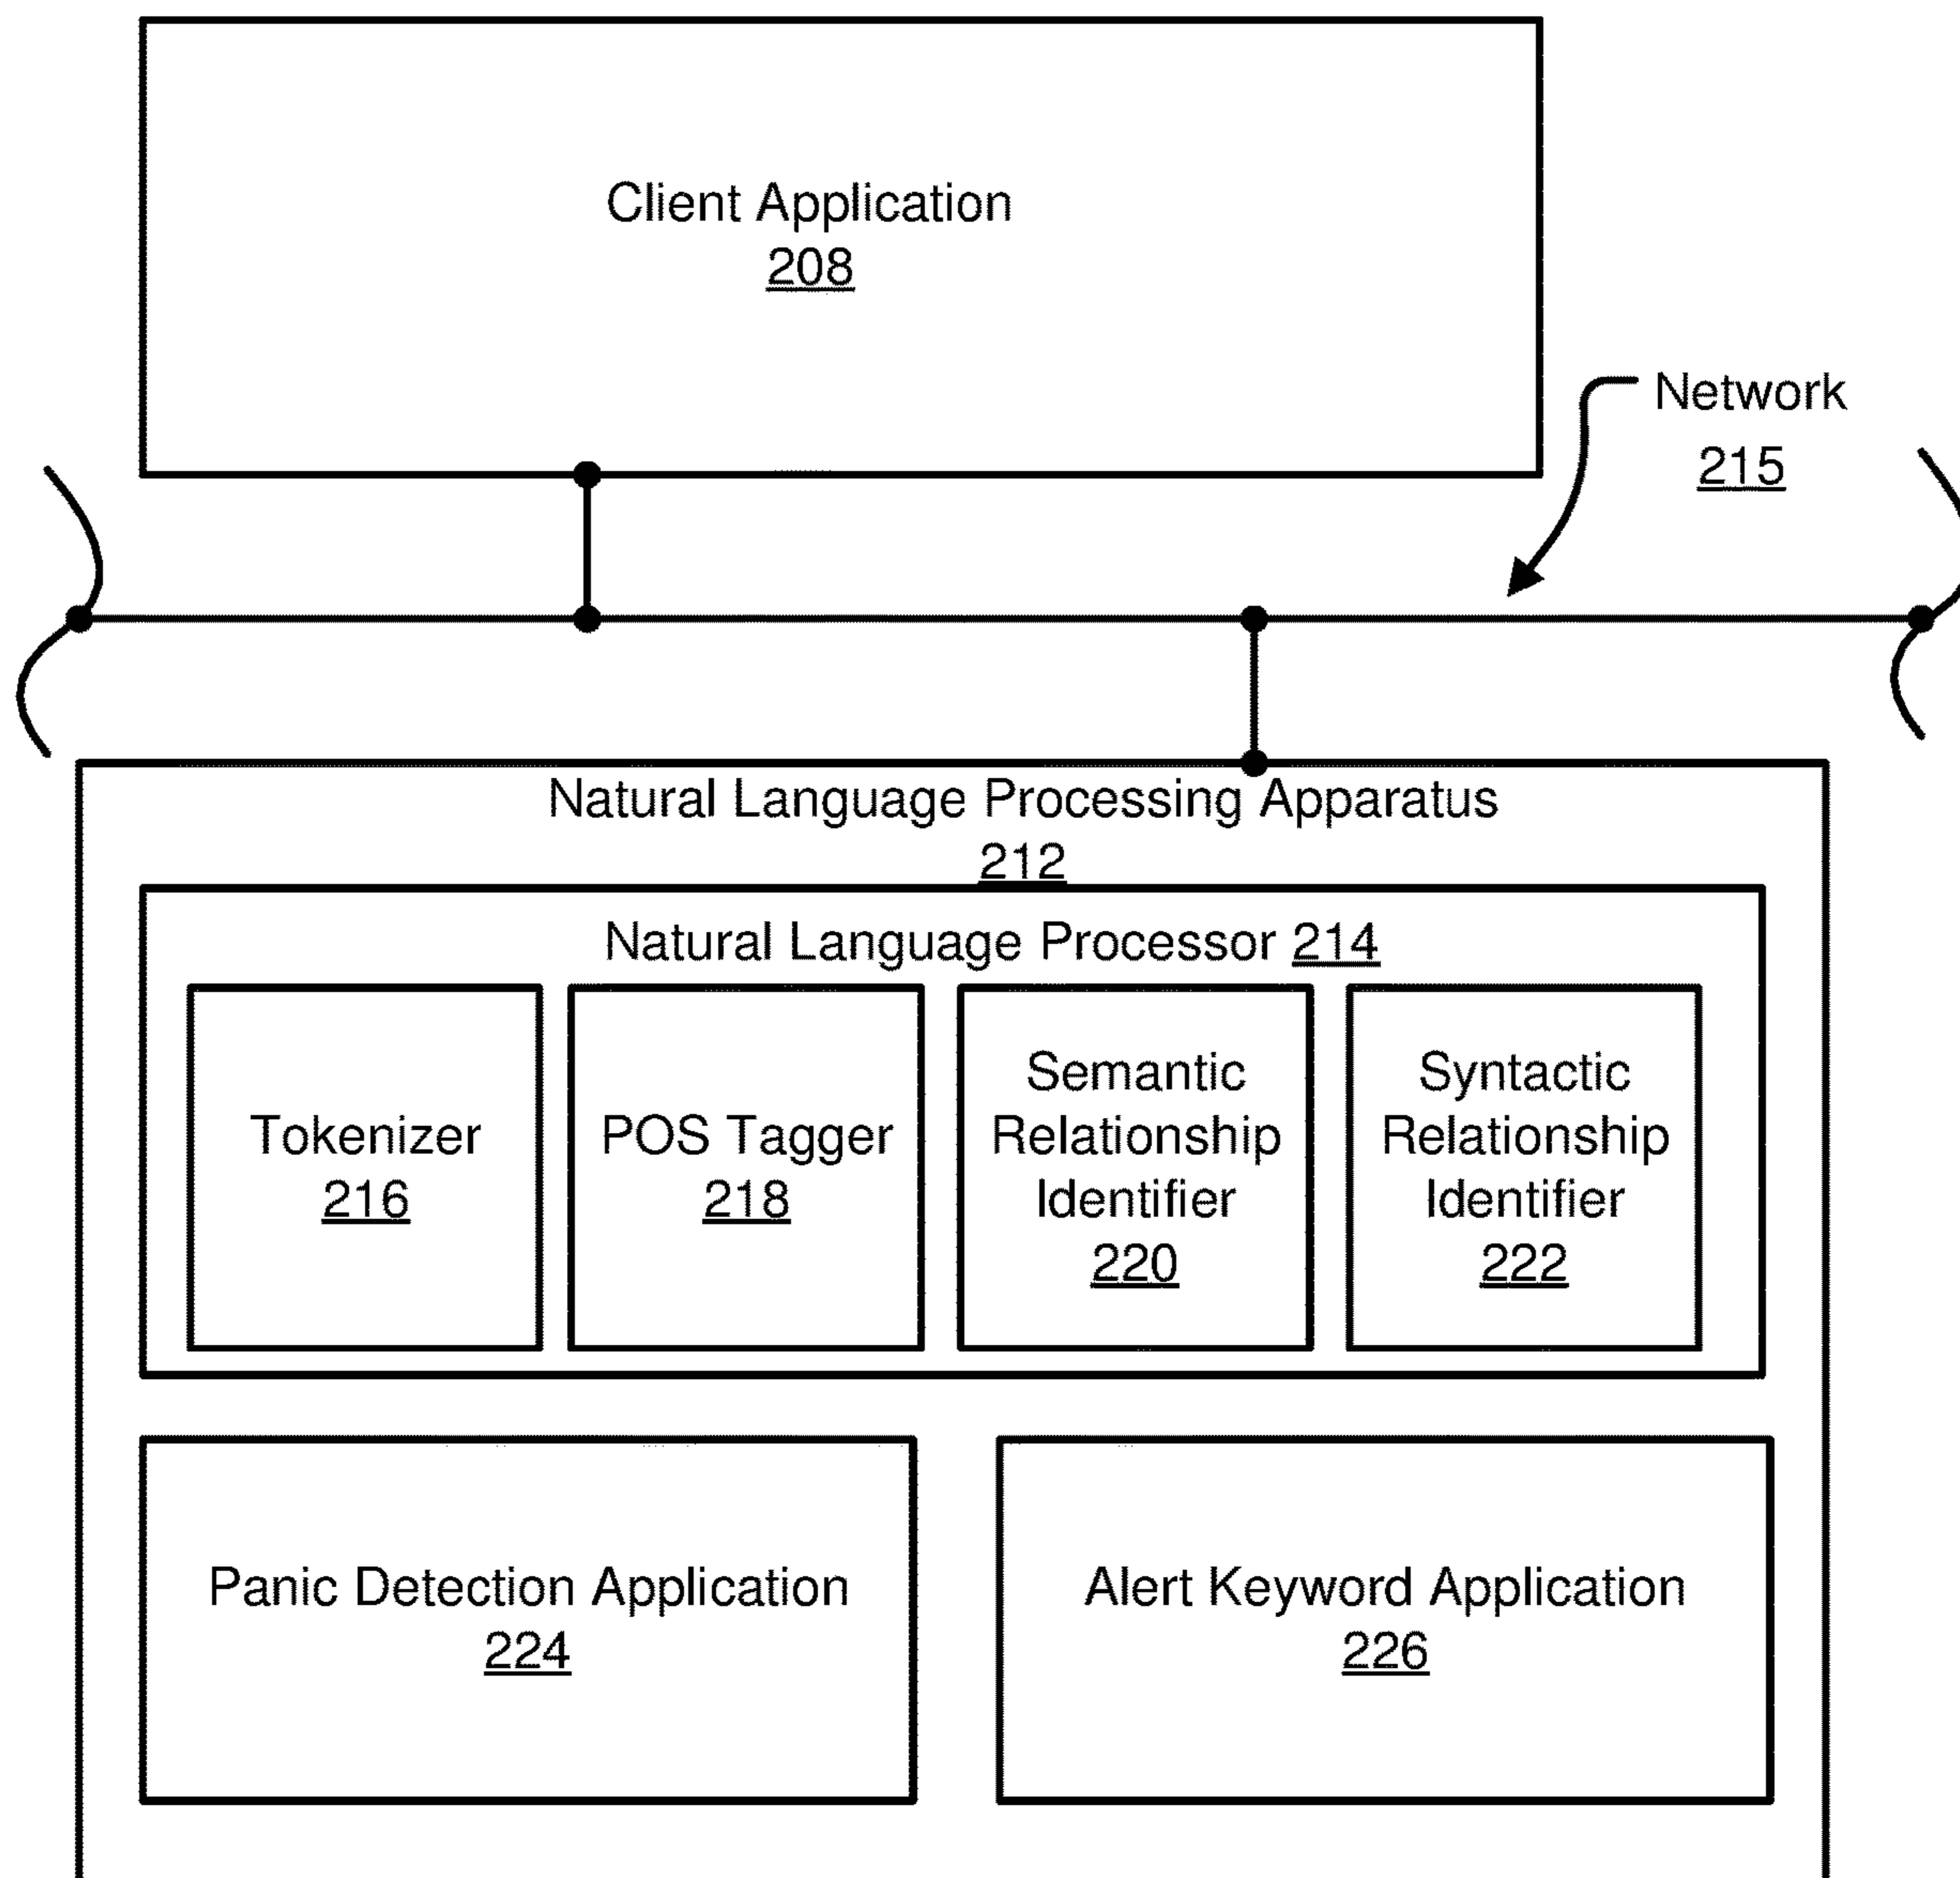 Client Application
208
Network
215
Natural Language Processing Apparatus
212
Natural Language Processor 214
Tokenizer
216
POS Tagger
218
Semantic
Relationship
Identifier
220
Syntactic
Relationship
Identifier
222
Panic Detection Application
224
Alert Keyword Application
226